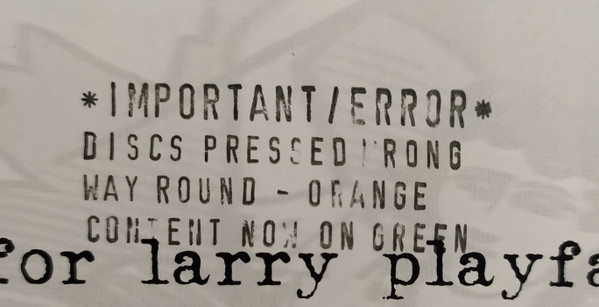 *IMPORTANT/ERROR*
DISCS PRESSED WRONG
WAY ROUND - ORANGE
CONTENT NOW ON GREEN
for larry playfa